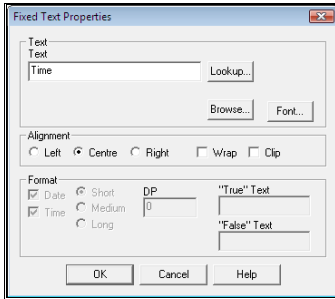 Fixed Text Properties
Text
Text
Time
Lookup...
Browse...
Font...
Alignment
Left Centre Right Wrap Clip
Format
Date Short DP "True" Text
Time Medium 0
Long "False" Text
OK Cancel Help